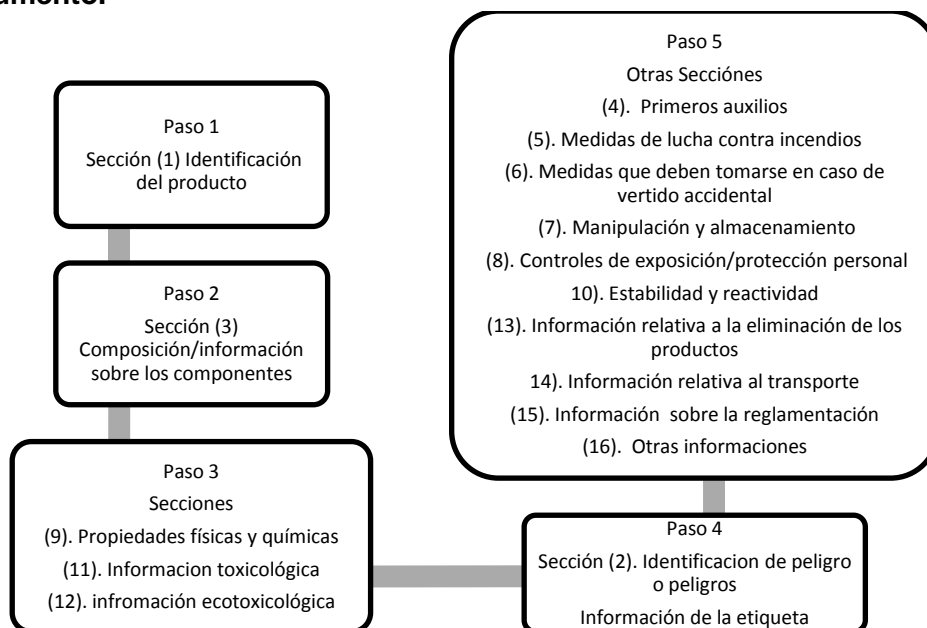 Paso 1
Sección (1) Identificación
del producto
Paso 2
Sección (3)
Composición/información
sobre los componentes
Paso 3
Secciones
(9). Propiedades físicas y químicas
(11). Informacion toxicológica
(12). infromación ecotoxicológica
Paso 4
Sección (2). Identificacion de peligro
o peligros
Información de la etiqueta
Paso 5
Otras Secciónes
(4). Primeros auxilios
(5). Medidas de lucha contra incendios
(6). Medidas que deben tomarse en caso de
vertido accidental
(7). Manipulación y almacenamiento
(8). Controles de exposición/protección personal
10). Estabilidad y reactividad
(13). Información relativa a la eliminación de los
productos
14). Información relativa al transporte
(15). Información sobre la reglamentación
(16). Otras informaciones